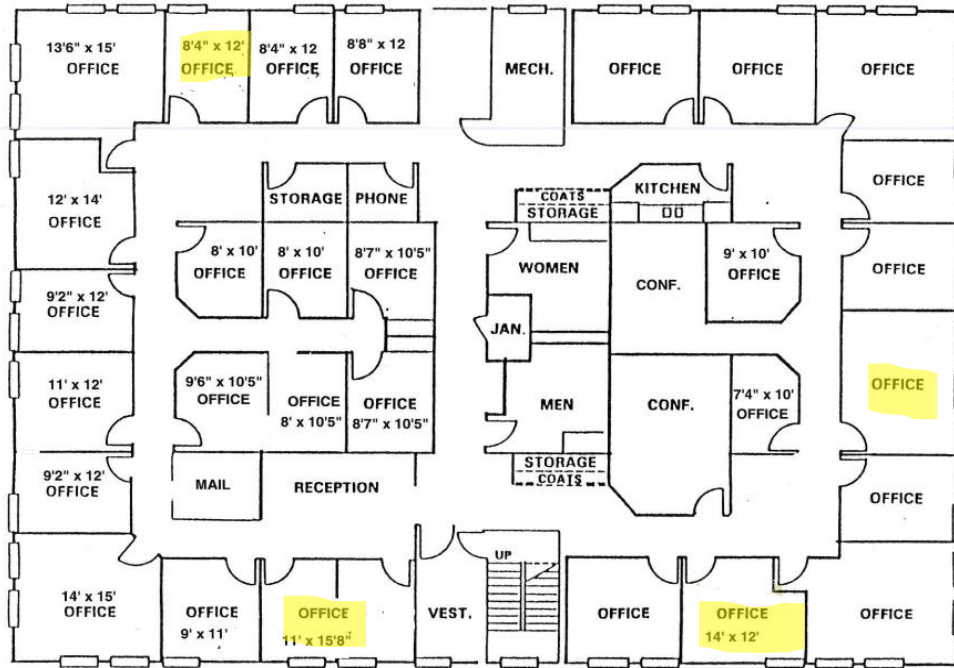 13'6" x 15'
OFFICE
8'4" x 12'
OFFICE
8'4" x 12
OFFICE
8'8" x 12
OFFICE
MECH.
OFFICE
OFFICE
OFFICE
12' x 14'
OFFICE
STORAGE
PHONE
COATS
STORAGE
KITCHEN
OFFICE
8' x 10'
OFFICE
8' x 10'
OFFICE
8'7" x 10'5"
OFFICE
WOMEN
CONF.
9' x 10'
OFFICE
OFFICE
9'2" x 12'
OFFICE
JAN.
11' x 12'
OFFICE
9'6" x 10'5"
OFFICE
OFFICE
8' x 10'5"
OFFICE
8'7" x 10'5"
MEN
CONF.
7'4" x 10'
OFFICE
OFFICE
9'2" x 12'
OFFICE
MAIL
RECEPTION
STORAGE
COATS
OFFICE
UP
14' x 15'
OFFICE
OFFICE
9' x 11'
OFFICE
11' x 15'8"
VEST.
OFFICE
OFFICE
14' x 12'
OFFICE